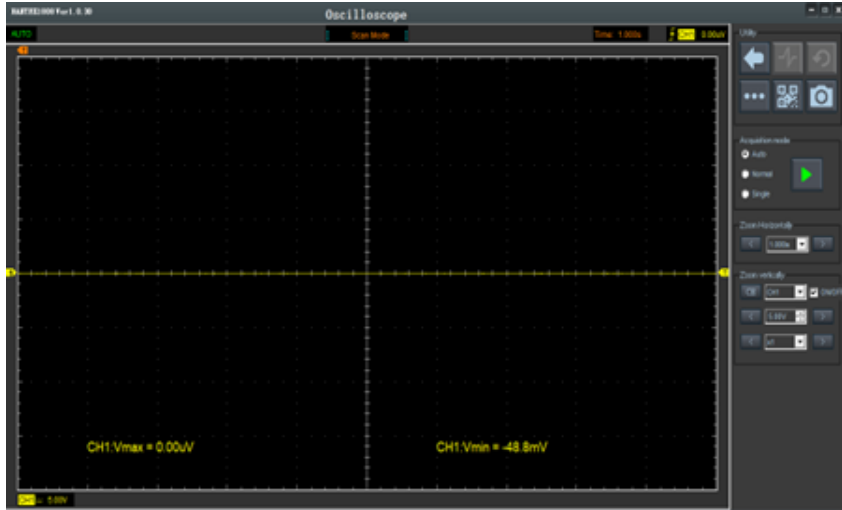 Oscilloscope
AUTO
Scan Mode
Time: 1.000s
CH1 0.00uV
Utility
Acquisition mode
Auto
Normal
Single
Zoom Horizontally
1.000s
Zoom vertically
CH1
ON/OFF
5.00V
x1
CH1:Vmax = 0.00uV
CH1:Vmin = -48.8mV
CH1 5.00V